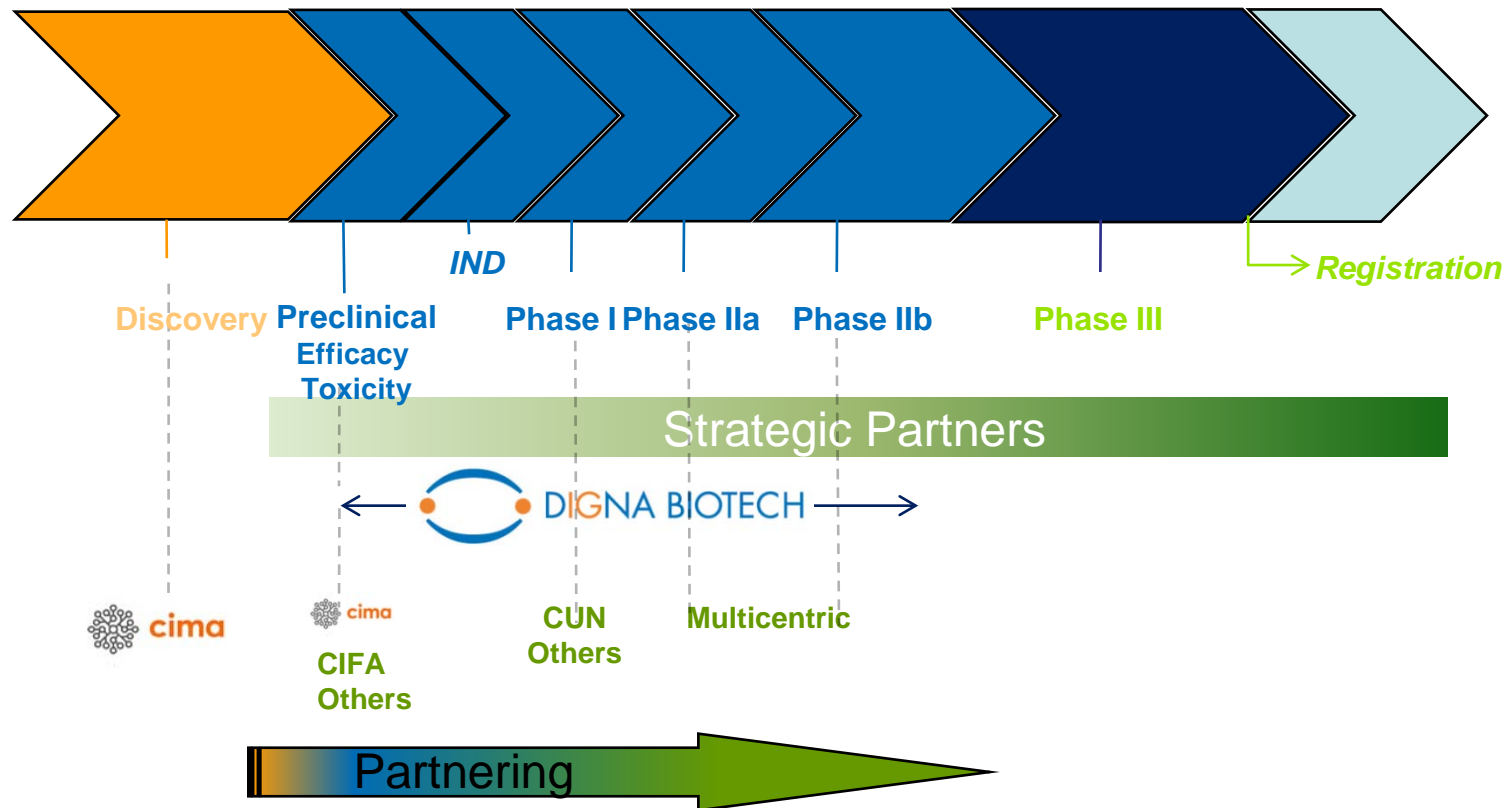 IND
Registration
Discovery
Preclinical
Efficacy
Toxicity
Phase I
Phase IIa
Phase IIb
Phase III
Strategic Partners
DIGNA BIOTECH
cima
cima
CIFA
Others
CUN
Others
Multicentric
Partnering